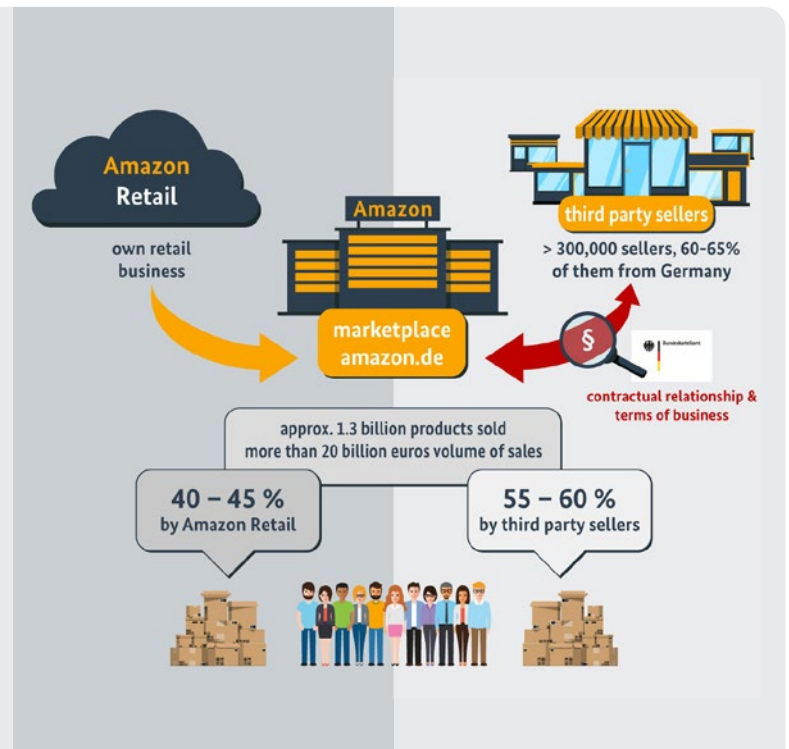 Amazon
Retail
own retail
business
Amazon
marketplace
amazon.de
third party sellers
> 300,000 sellers, 60-65%
of them from Germany
§
Bundeskartellamt
contractual relationship &
terms of business
approx. 1.3 billion products sold
more than 20 billion euros volume of sales
40 – 45 %
by Amazon Retail
55 – 60 %
by third party sellers